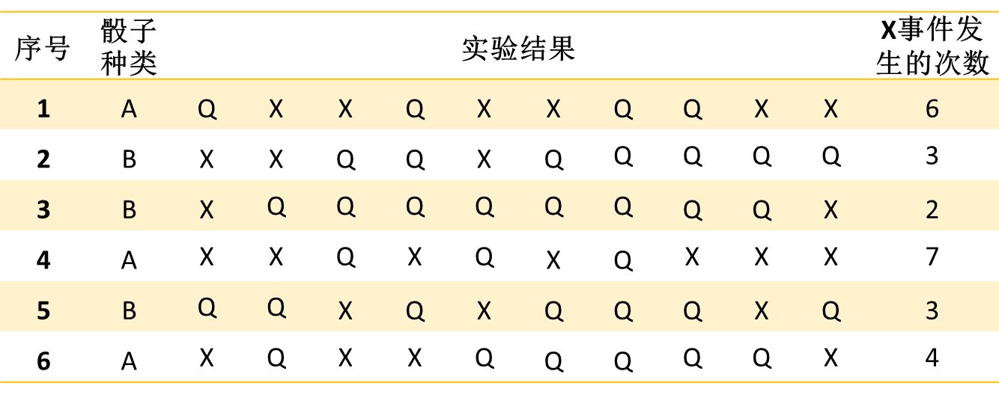 序号 骰子种类 实验结果 X事件发生的次数
1 A Q X X Q X X Q Q X X 6
2 B X X Q Q X Q Q Q Q Q 3
3 B X Q Q Q Q Q Q Q Q X 2
4 A X X Q X Q X Q X X X 7
5 B Q Q X Q X Q Q Q X Q 3
6 A X Q X X Q Q Q Q Q X 4